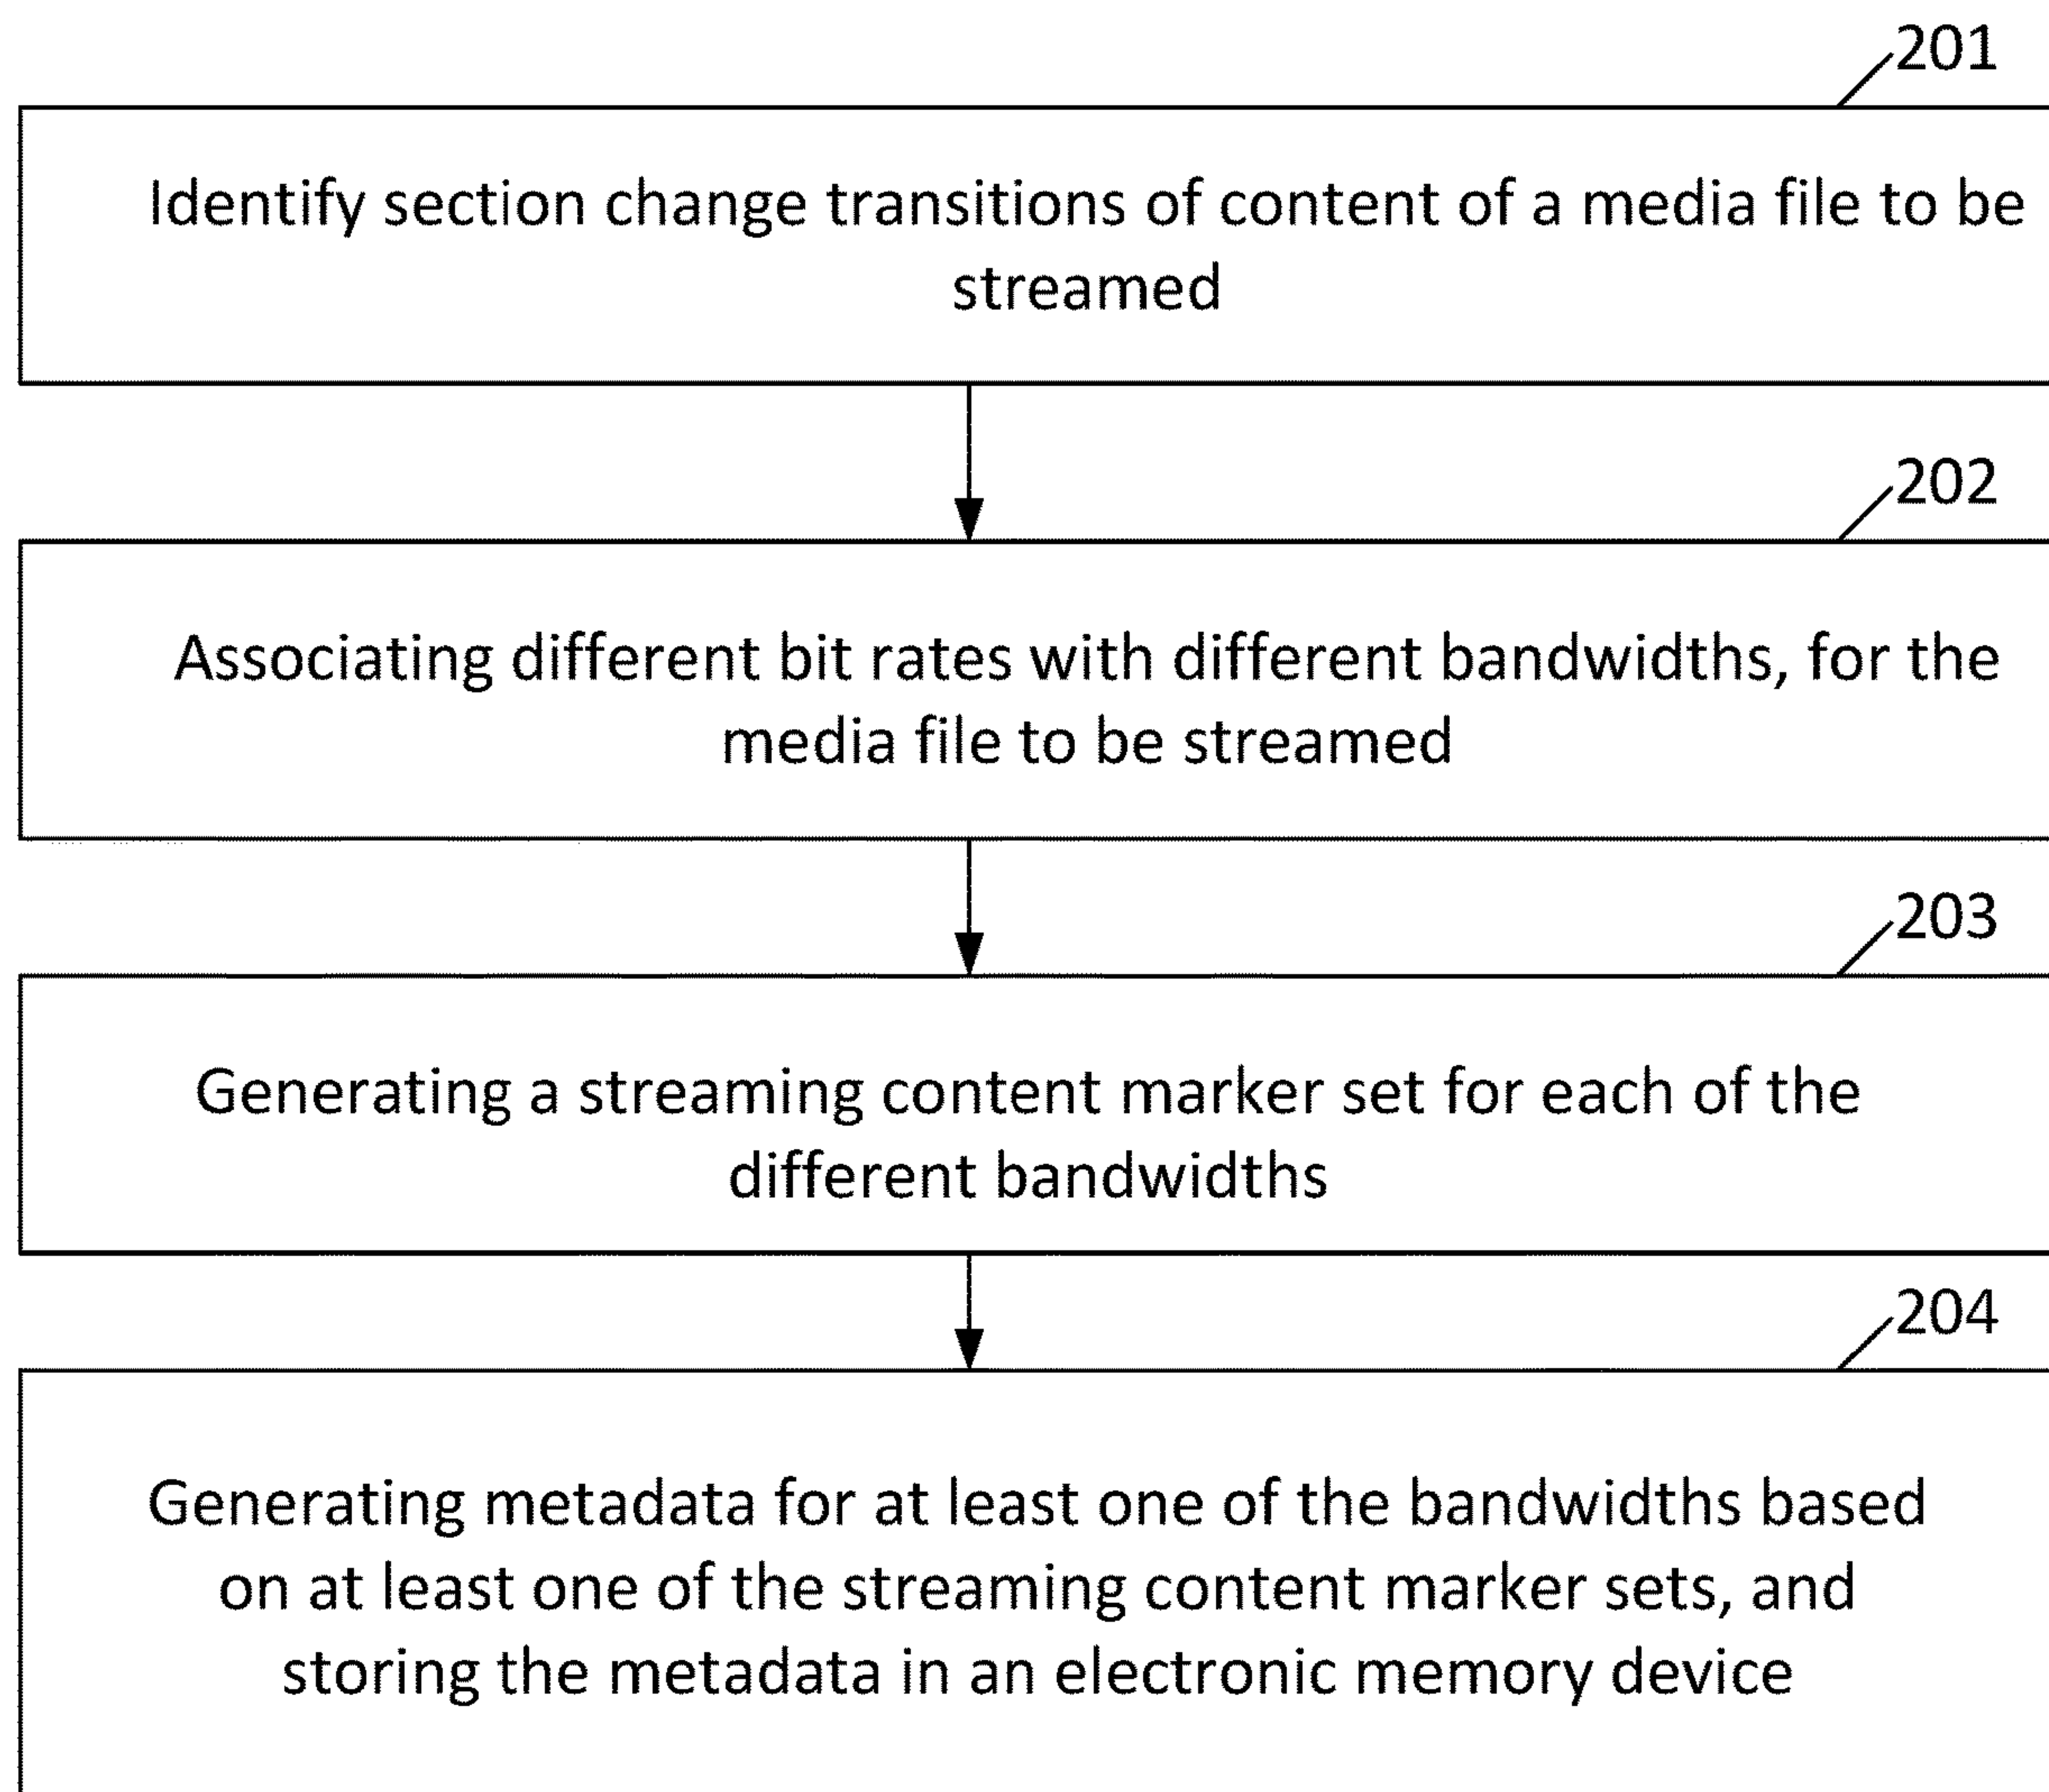 201
Identify section change transitions of content of a media file to be
streamed
202
Associating different bit rates with different bandwidths, for the
media file to be streamed
203
Generating a streaming content marker set for each of the
different bandwidths
204
Generating metadata for at least one of the bandwidths based
on at least one of the streaming content marker sets, and
storing the metadata in an electronic memory device